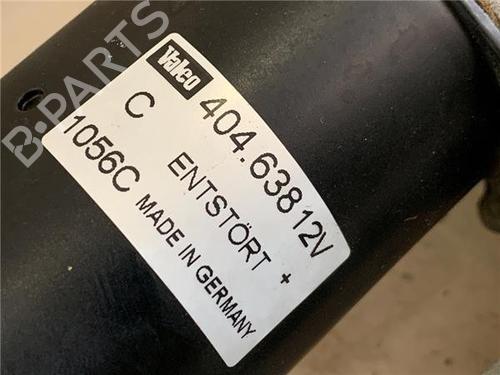 Valeo
404.638 12V
C
ENTSTÖRT +
1056C MADE IN GERMANY
B-PARTS